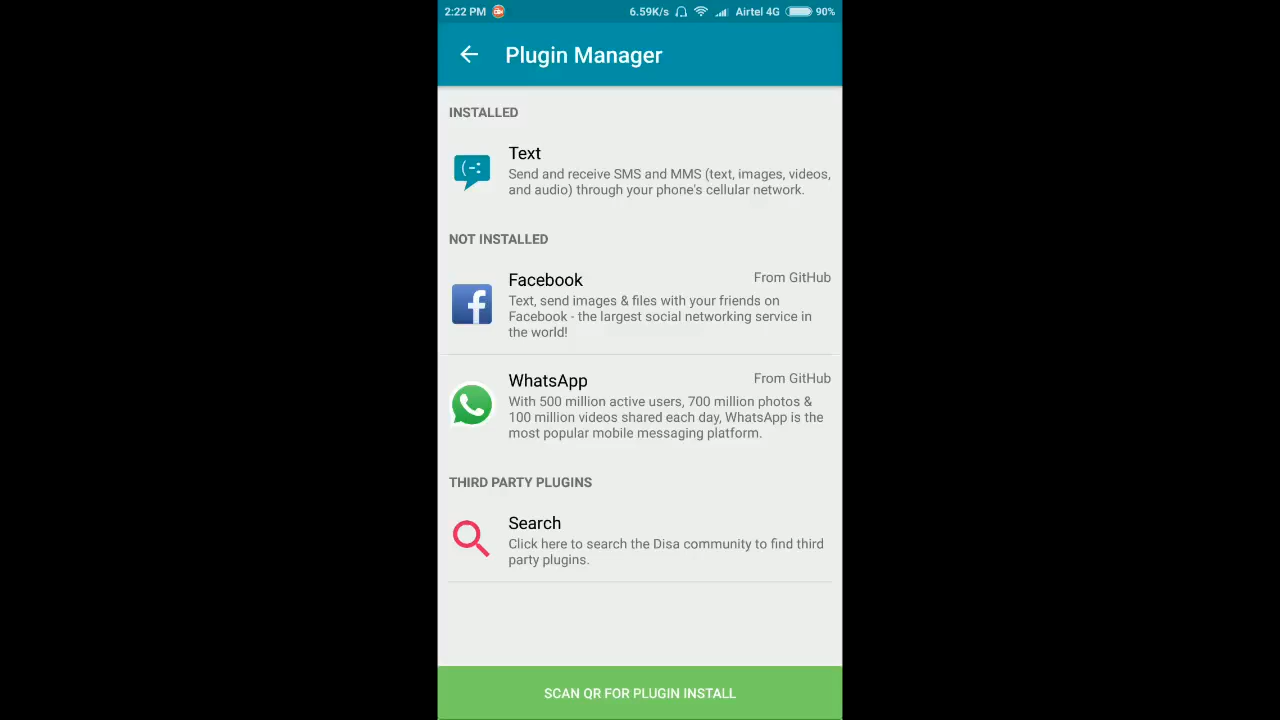 2:22 PM 6.59K/s Airtel 4G 90%
Plugin Manager
INSTALLED
Text
Send and receive SMS and MMS (text, images, videos,
and audio) through your phone's cellular network.
NOT INSTALLED
Facebook From GitHub
Text, send images & files with your friends on
Facebook - the largest social networking service in
the world!
WhatsApp From GitHub
With 500 million active users, 700 million photos &
100 million videos shared each day, WhatsApp is the
most popular mobile messaging platform.
THIRD PARTY PLUGINS
Search
Click here to search the Disa community to find third
party plugins.
SCAN QR FOR PLUGIN INSTALL